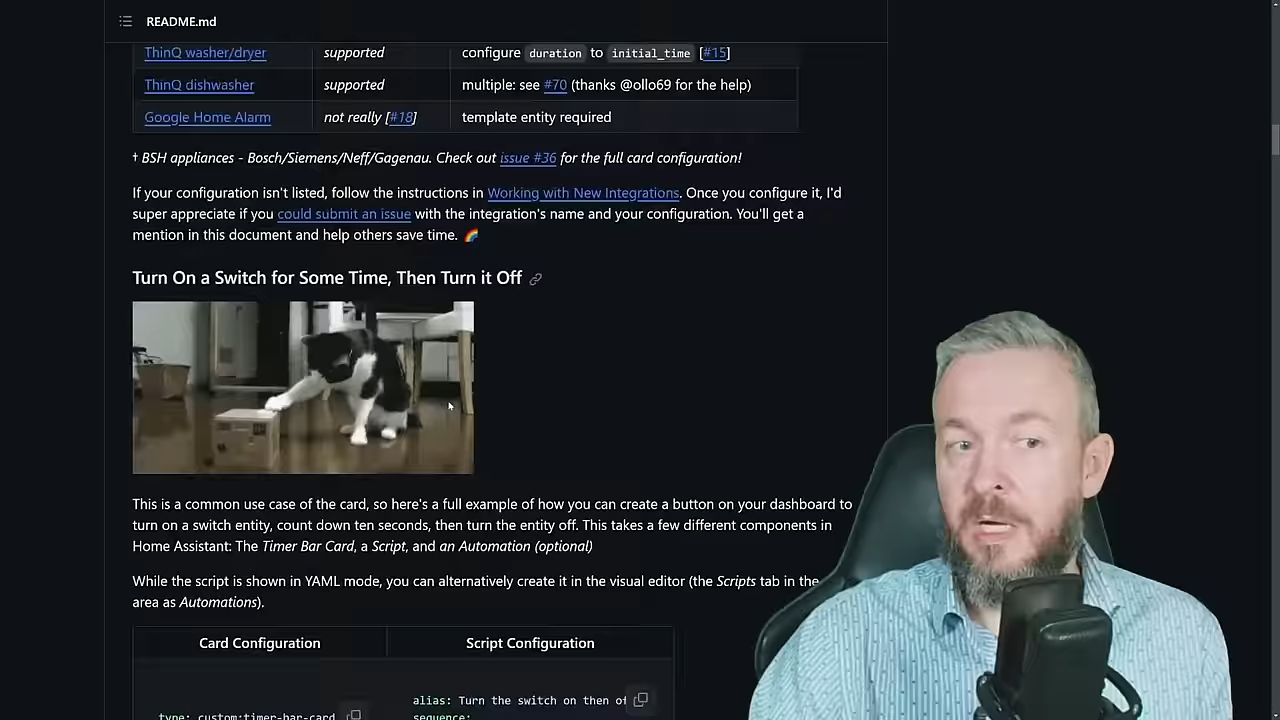 README.md
ThinQ washer/dryer supported configure duration to initial_time [#15]
ThinQ dishwasher supported multiple: see #70 (thanks @ollo69 for the help)
Google Home Alarm not really [#18] template entity required
† BSH appliances - Bosch/Siemens/Neff/Gagenau. Check out issue #36 for the full card configuration!
If your configuration isn't listed, follow the instructions in Working with New Integrations. Once you configure it, I'd
super appreciate if you could submit an issue with the integration's name and your configuration. You'll get a
mention in this document and help others save time. 🌈
Turn On a Switch for Some Time, Then Turn it Off
This is a common use case of the card, so here's a full example of how you can create a button on your dashboard to
turn on a switch entity, count down ten seconds, then turn the entity off. This takes a few different components in
Home Assistant: The Timer Bar Card, a Script, and an Automation (optional)
While the script is shown in YAML mode, you can alternatively create it in the visual editor (the Scripts tab in the
area as Automations).
Card Configuration Script Configuration
alias: Turn the switch on then of
type: custom:timer-bar-card
sequence: